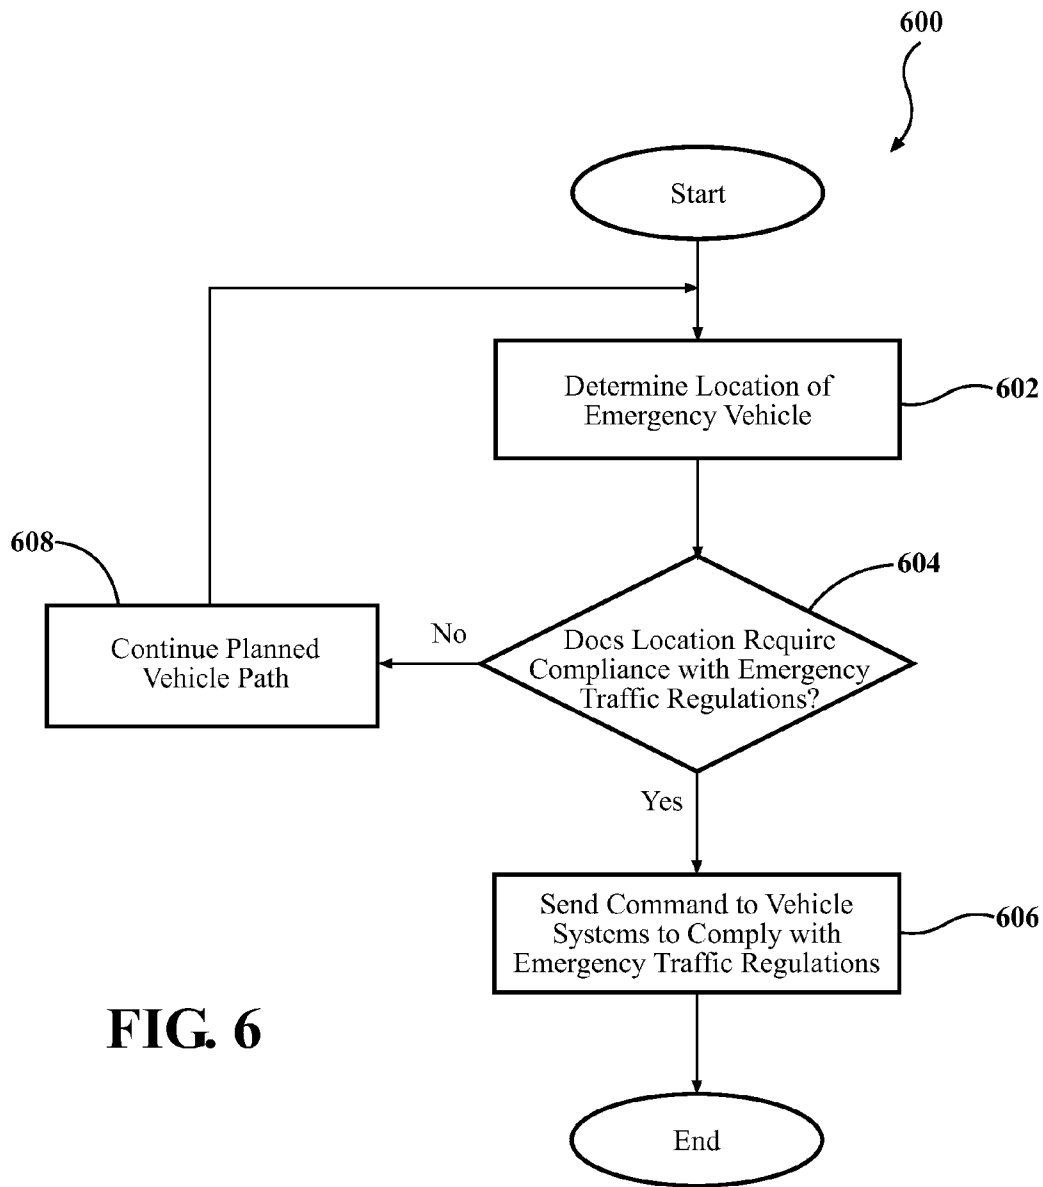 600
Start
Determine Location of
Emergency Vehicle
602
608
604
Continue Planned
Vehicle Path
No
Does Location Require
Compliance with Emergency
Traffic Regulations?
Yes
Send Command to Vehicle
Systems to Comply with
Emergency Traffic Regulations
606
FIG. 6
End